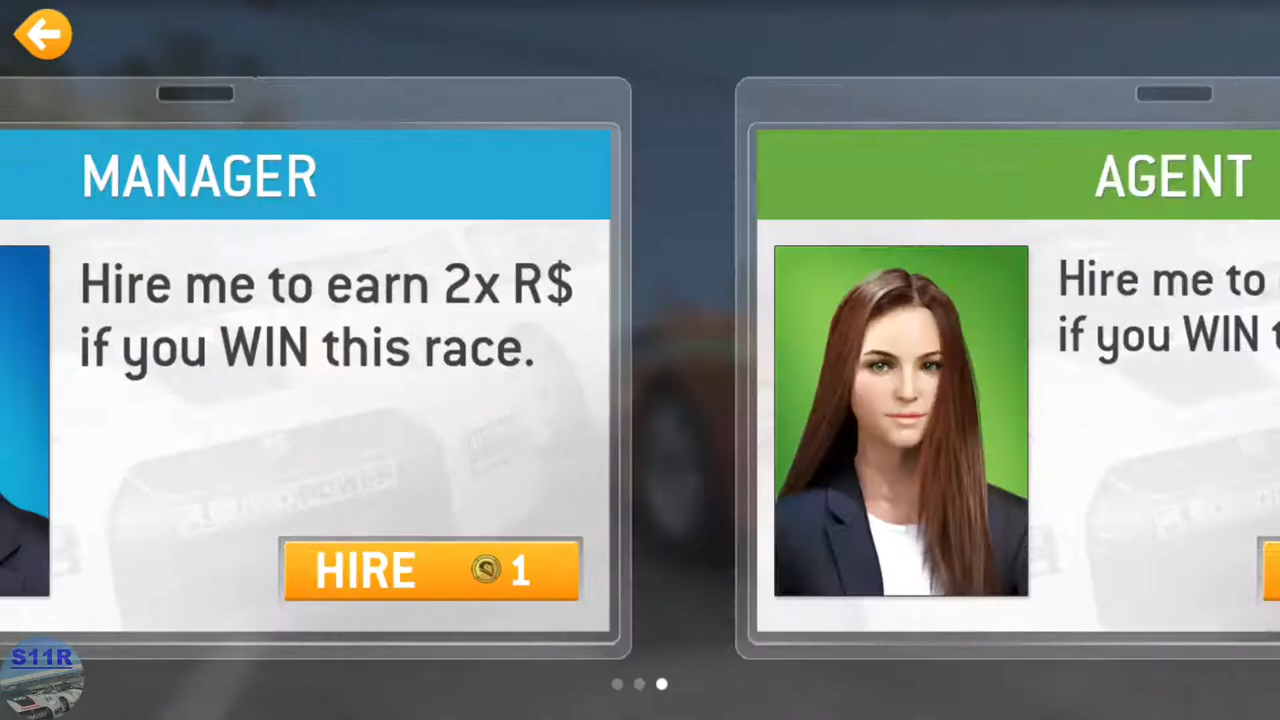 MANAGER
Hire me to earn 2x R$
if you WIN this race.
HIRE 1
AGENT
Hire me to
if you WIN
S11R